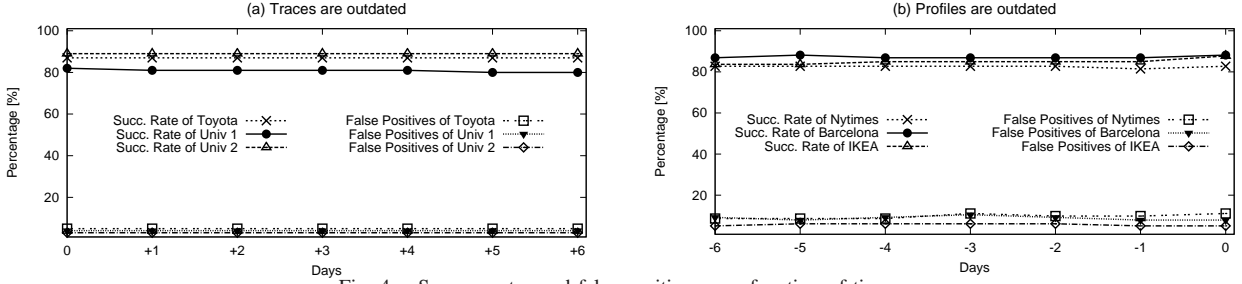 (a) Traces are outdated
100
80
60
40
20
Percentage [%]
Succ. Rate of Toyota
Succ. Rate of Univ 1
Succ. Rate of Univ 2
False Positives of Toyota
False Positives of Univ 1
False Positives of Univ 2
0 +1 +2 +3 +4 +5 +6
Days
(b) Profiles are outdated
100
80
60
40
20
Percentage [%]
Succ. Rate of Nytimes
Succ. Rate of Barcelona
Succ. Rate of IKEA
False Positives of Nytimes
False Positives of Barcelona
False Positives of IKEA
-6 -5 -4 -3 -2 -1 0
Days